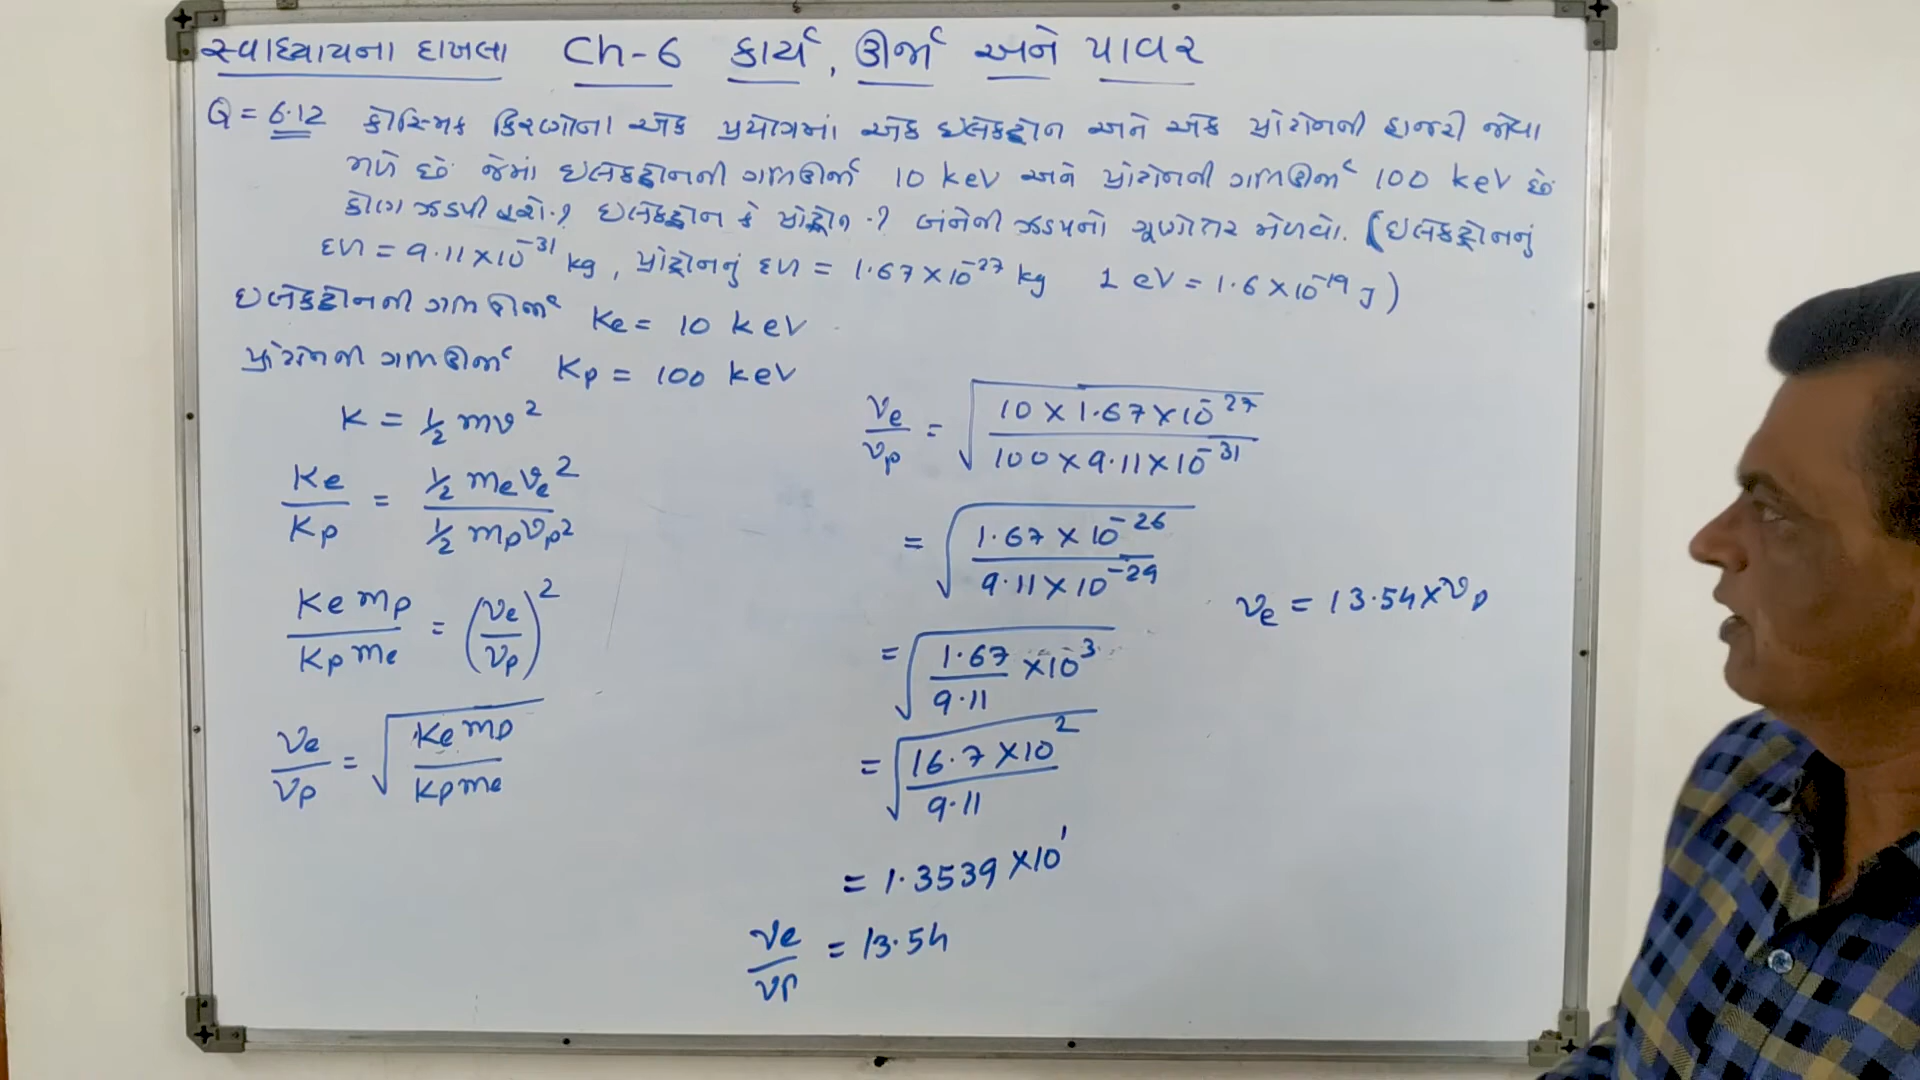 સ્વાધ્યાયના દાખલા Ch-6 કાર્ય, ઊર્જા અને પાવર
Q = 6.12 કોસ્મિક કિરણોના એક પ્રયોગમાં એક ઇલેક્ટ્રોન અને એક પ્રોટોનની હાજરી જોવા
મળે છે જેમાં ઇલેક્ટ્રોનની ગતિઊર્જા 10 keV અને પ્રોટોનની ગતિઊર્જા 100 keV છે
કોણ ઝડપી હશે.? ઇલેક્ટ્રોન કે પ્રોટ્રોન.? બંનેની ઝડપનો ગુણોત્તર મેળવો. (ઇલેક્ટ્રોનનું
દળ = 9.11×10⁻³¹ kg, પ્રોટ્રોનનું દળ = 1.67×10⁻²⁷ kg 1 eV = 1.6×10⁻¹⁹ J)
ઇલેક્ટ્રોનની ગતિઊર્જા Ke = 10 keV
પ્રોટોનની ગતિઊર્જા Kp = 100 keV
K = ½ mv²
Ke/Kp = ½ meve² / ½ mpvp²
Ke mp / Kp me = (ve/vp)²
ve/vp = √(Ke mp / Kp me)
ve/vp = √(10 × 1.67×10⁻²⁷ / 100×9.11×10⁻³¹)
= √(1.67×10⁻²⁶ / 9.11×10⁻²⁹)
= √(1.67/9.11 ×10³)
= √(16.7×10² / 9.11)
= 1.3539×10¹
ve/vp = 13.54
ve = 13.54×vp